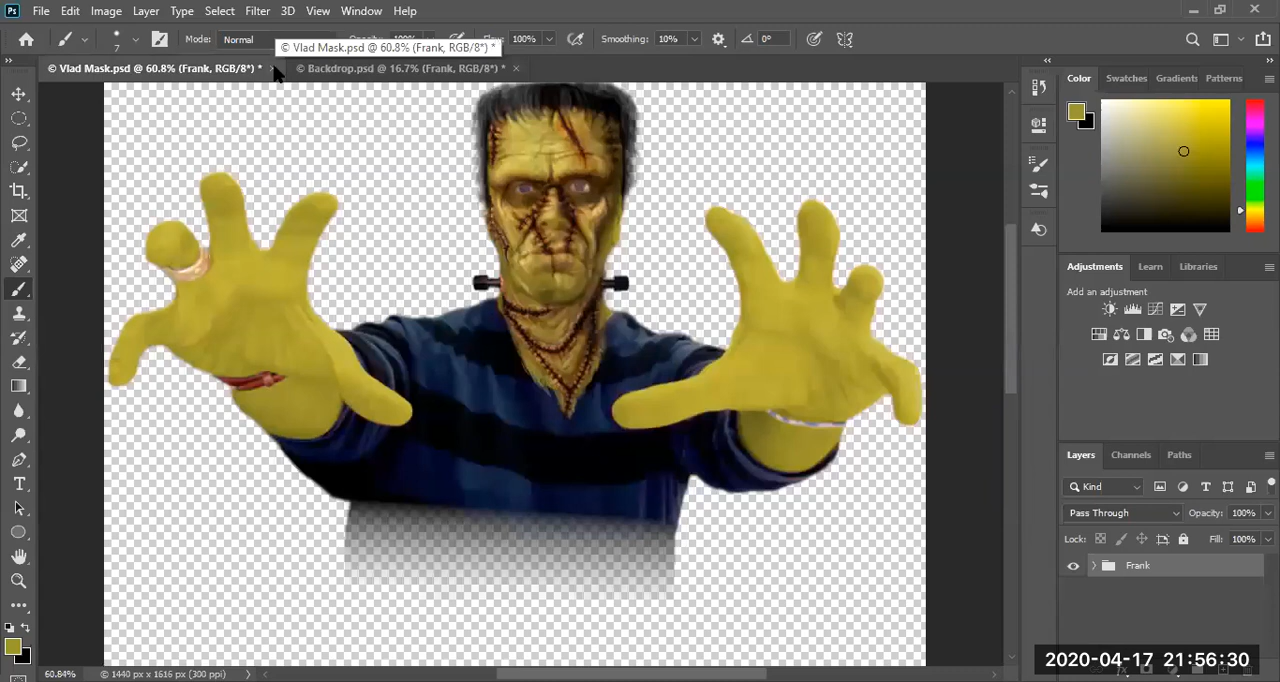 Ps File Edit Image Layer Type Select Filter 3D View Window Help
7 Mode: Normal 100% Smoothing: 10% 0°
© Vlad Mask.psd @ 60.8% (Frank, RGB/8*) *
© Vlad Mask.psd @ 60.8% (Frank, RGB/8*) * × © Backdrop.psd @ 16.7% (Frank, RGB/8*) * ×
Color Swatches Gradients Patterns
Adjustments Learn Libraries
Add an adjustment
Layers Channels Paths
Kind
Pass Through Opacity: 100%
Lock: Fill: 100%
Frank
60.84% © 1440 px x 1616 px (300 ppi)
2020-04-17 21:56:30